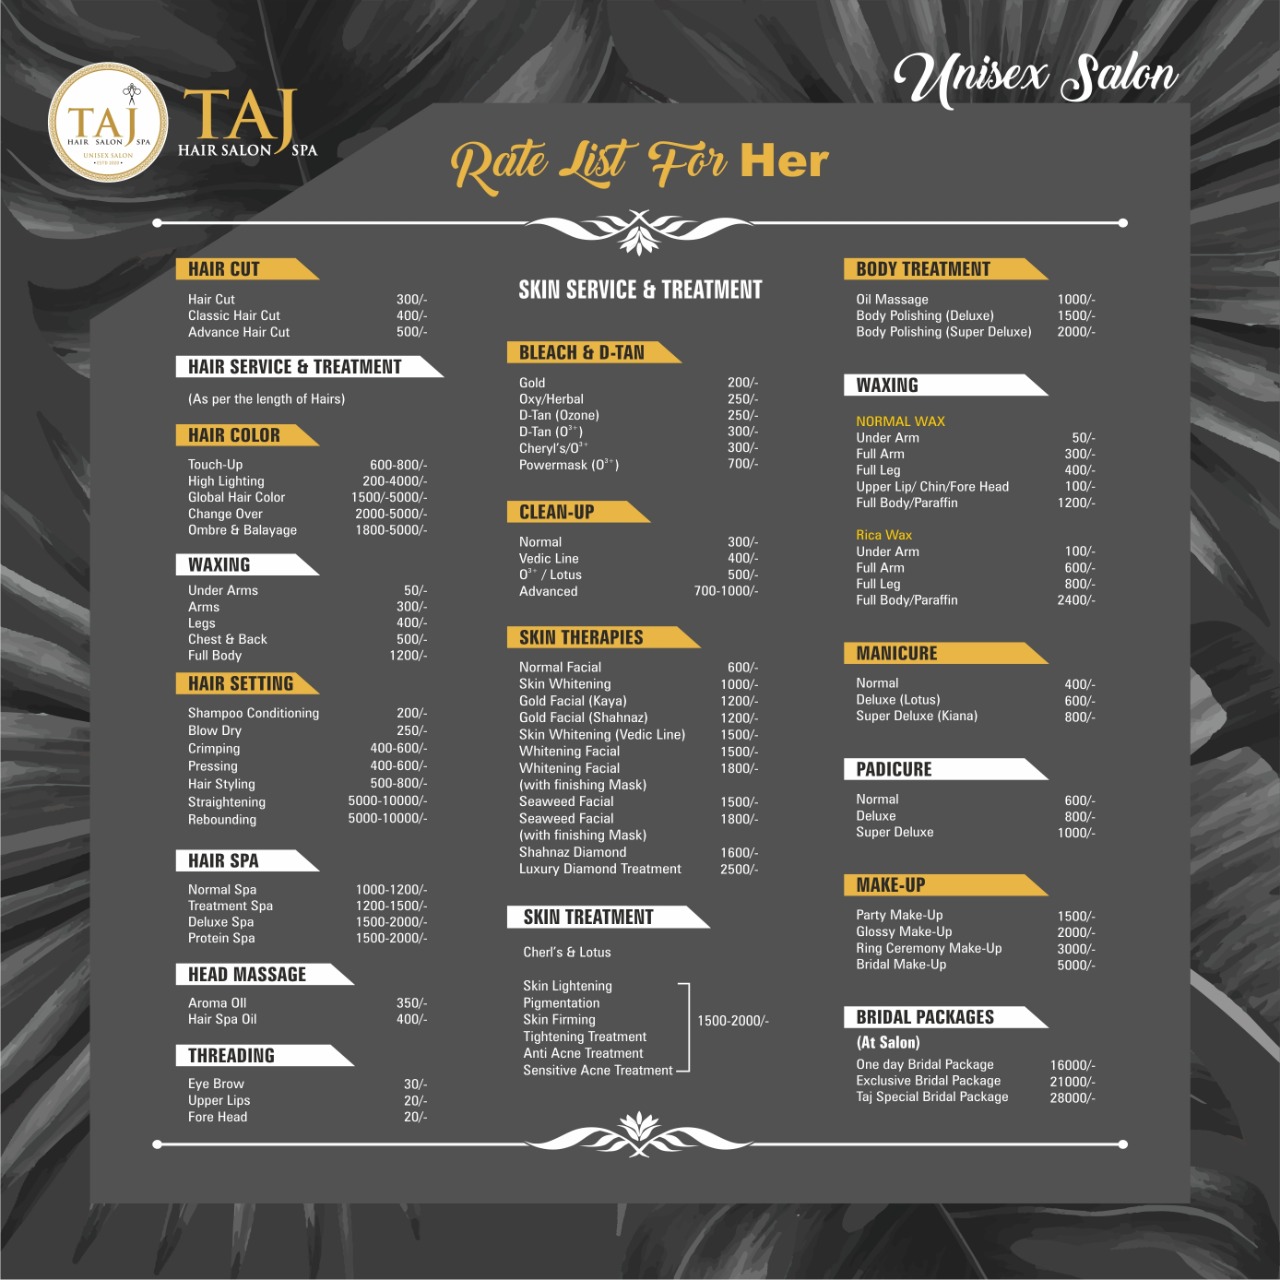 TAJ
HAIR SALON SPA
UNISEX SALON
TAJ
HAIR SALON SPA
Unisex Salon
Rate List For Her
HAIR CUT
Hair Cut 300/-
Classic Hair Cut 400/-
Advance Hair Cut 500/-
HAIR SERVICE & TREATMENT
(As per the length of Hairs)
HAIR COLOR
Touch-Up 600-800/-
High Lighting 200-4000/-
Global Hair Color 1500/-5000/-
Change Over 2000-5000/-
Ombre & Balayage 1800-5000/-
WAXING
Under Arms 50/-
Arms 300/-
Legs 400/-
Chest & Back 500/-
Full Body 1200/-
HAIR SETTING
Shampoo Conditioning 200/-
Blow Dry 250/-
Crimping 400-600/-
Pressing 400-600/-
Hair Styling 500-800/-
Straightening 5000-10000/-
Rebounding 5000-10000/-
HAIR SPA
Normal Spa 1000-1200/-
Treatment Spa 1200-1500/-
Deluxe Spa 1500-2000/-
Protein Spa 1500-2000/-
HEAD MASSAGE
Aroma OIl 350/-
Hair Spa Oil 400/-
THREADING
Eye Brow 30/-
Upper Lips 20/-
Fore Head 20/-
SKIN SERVICE & TREATMENT
BLEACH & D-TAN
Gold 200/-
Oxy/Herbal 250/-
D-Tan (Ozone) 250/-
D-Tan (O³⁺) 300/-
Cheryl's/O³⁺ 300/-
Powermask (O³⁺) 700/-
CLEAN-UP
Normal 300/-
Vedic Line 400/-
O³⁺ / Lotus 500/-
Advanced 700-1000/-
SKIN THERAPIES
Normal Facial 600/-
Skin Whitening 1000/-
Gold Facial (Kaya) 1200/-
Gold Facial (Shahnaz) 1200/-
Skin Whitening (Vedic Line) 1500/-
Whitening Facial 1500/-
Whitening Facial 1800/-
(with finishing Mask)
Seaweed Facial 1500/-
Seaweed Facial 1800/-
(with finishing Mask)
Shahnaz Diamond 1600/-
Luxury Diamond Treatment 2500/-
SKIN TREATMENT
Cherl's & Lotus
Skin Lightening
Pigmentation
Skin Firming 1500-2000/-
Tightening Treatment
Anti Acne Treatment
Sensitive Acne Treatment
BODY TREATMENT
Oil Massage 1000/-
Body Polishing (Deluxe) 1500/-
Body Polishing (Super Deluxe) 2000/-
WAXING
NORMAL WAX
Under Arm 50/-
Full Arm 300/-
Full Leg 400/-
Upper Lip/ Chin/Fore Head 100/-
Full Body/Paraffin 1200/-
Rica Wax
Under Arm 100/-
Full Arm 600/-
Full Leg 800/-
Full Body/Paraffin 2400/-
MANICURE
Normal 400/-
Deluxe (Lotus) 600/-
Super Deluxe (Kiana) 800/-
PADICURE
Normal 600/-
Deluxe 800/-
Super Deluxe 1000/-
MAKE-UP
Party Make-Up 1500/-
Glossy Make-Up 2000/-
Ring Ceremony Make-Up 3000/-
Bridal Make-Up 5000/-
BRIDAL PACKAGES
(At Salon)
One day Bridal Package 16000/-
Exclusive Bridal Package 21000/-
Taj Special Bridal Package 28000/-